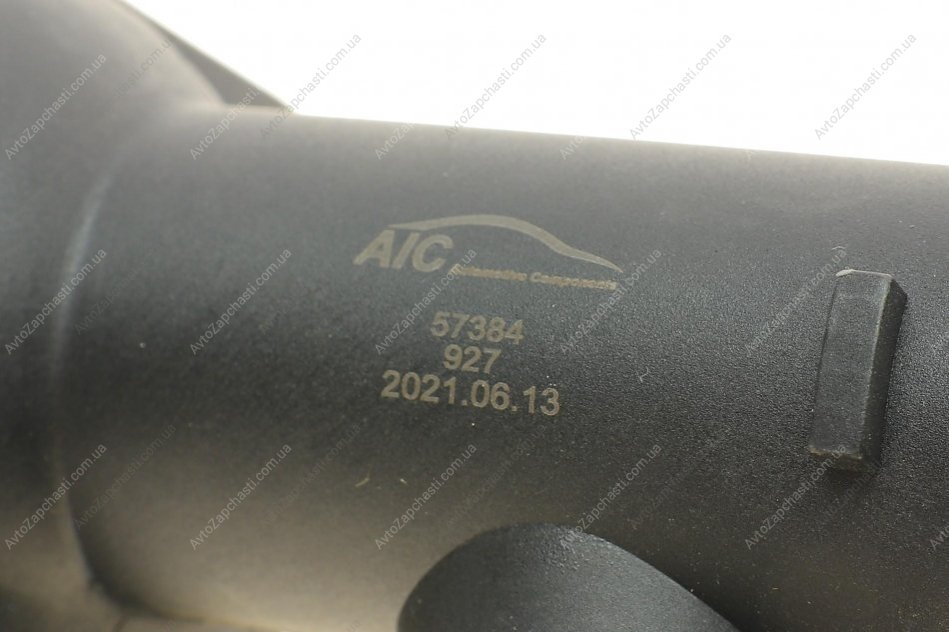 AIC
Automotive Components
57384
927
2021.06.13
AvtoZapchasti.com.ua